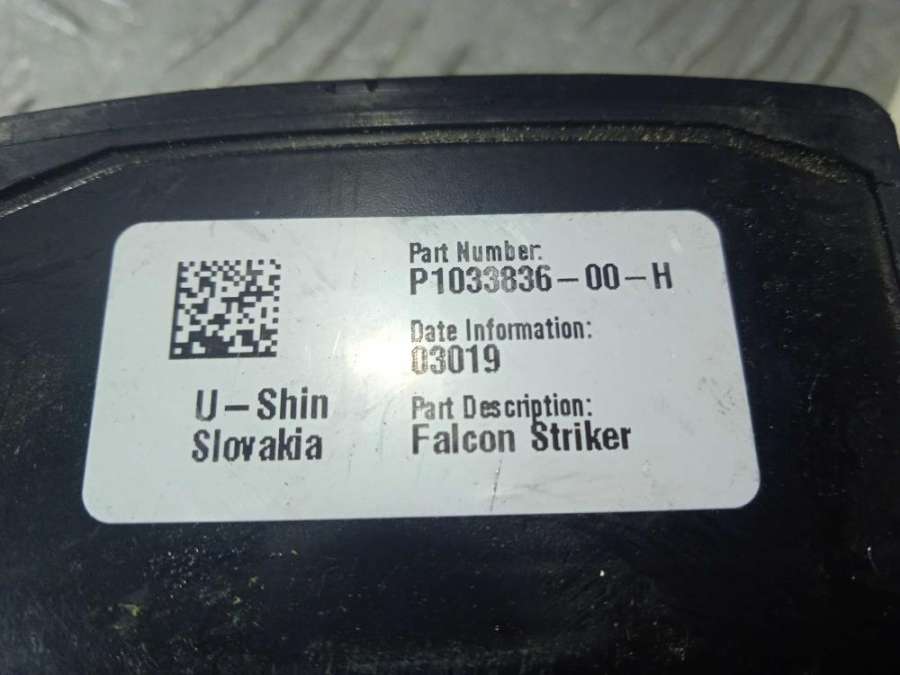 Part Number:
P1033836-00-H
Date Information:
03019
Part Description:
Falcon Striker
U-Shin
Slovakia